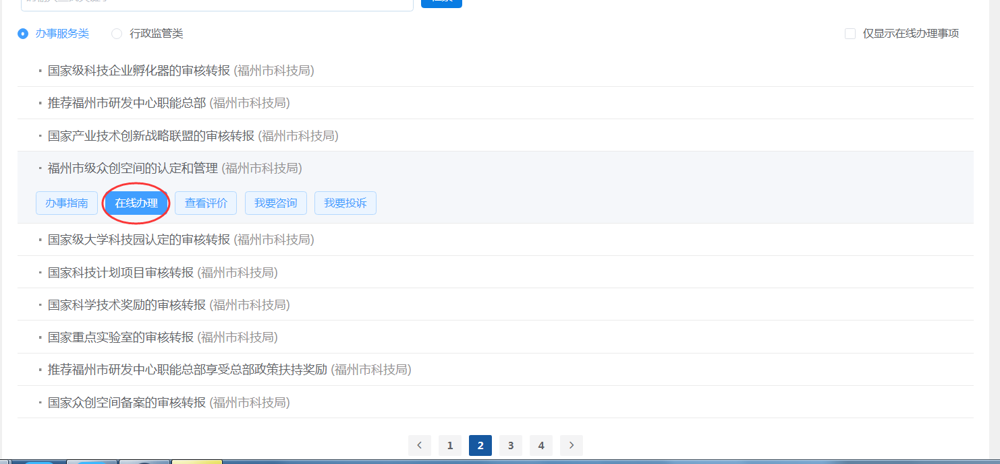 办事服务类 行政监管类 仅显示在线办理事项
· 国家级科技企业孵化器的审核转报 (福州市科技局)
· 推荐福州市研发中心职能总部 (福州市科技局)
· 国家产业技术创新战略联盟的审核转报 (福州市科技局)
· 福州市级众创空间的认定和管理 (福州市科技局)
办事指南 在线办理 查看评价 我要咨询 我要投诉
· 国家级大学科技园认定的审核转报 (福州市科技局)
· 国家科技计划项目审核转报 (福州市科技局)
· 国家科学技术奖励的审核转报 (福州市科技局)
· 国家重点实验室的审核转报 (福州市科技局)
· 推荐福州市研发中心职能总部享受总部政策扶持奖励 (福州市科技局)
· 国家众创空间备案的审核转报 (福州市科技局)
< 1 2 3 4 >